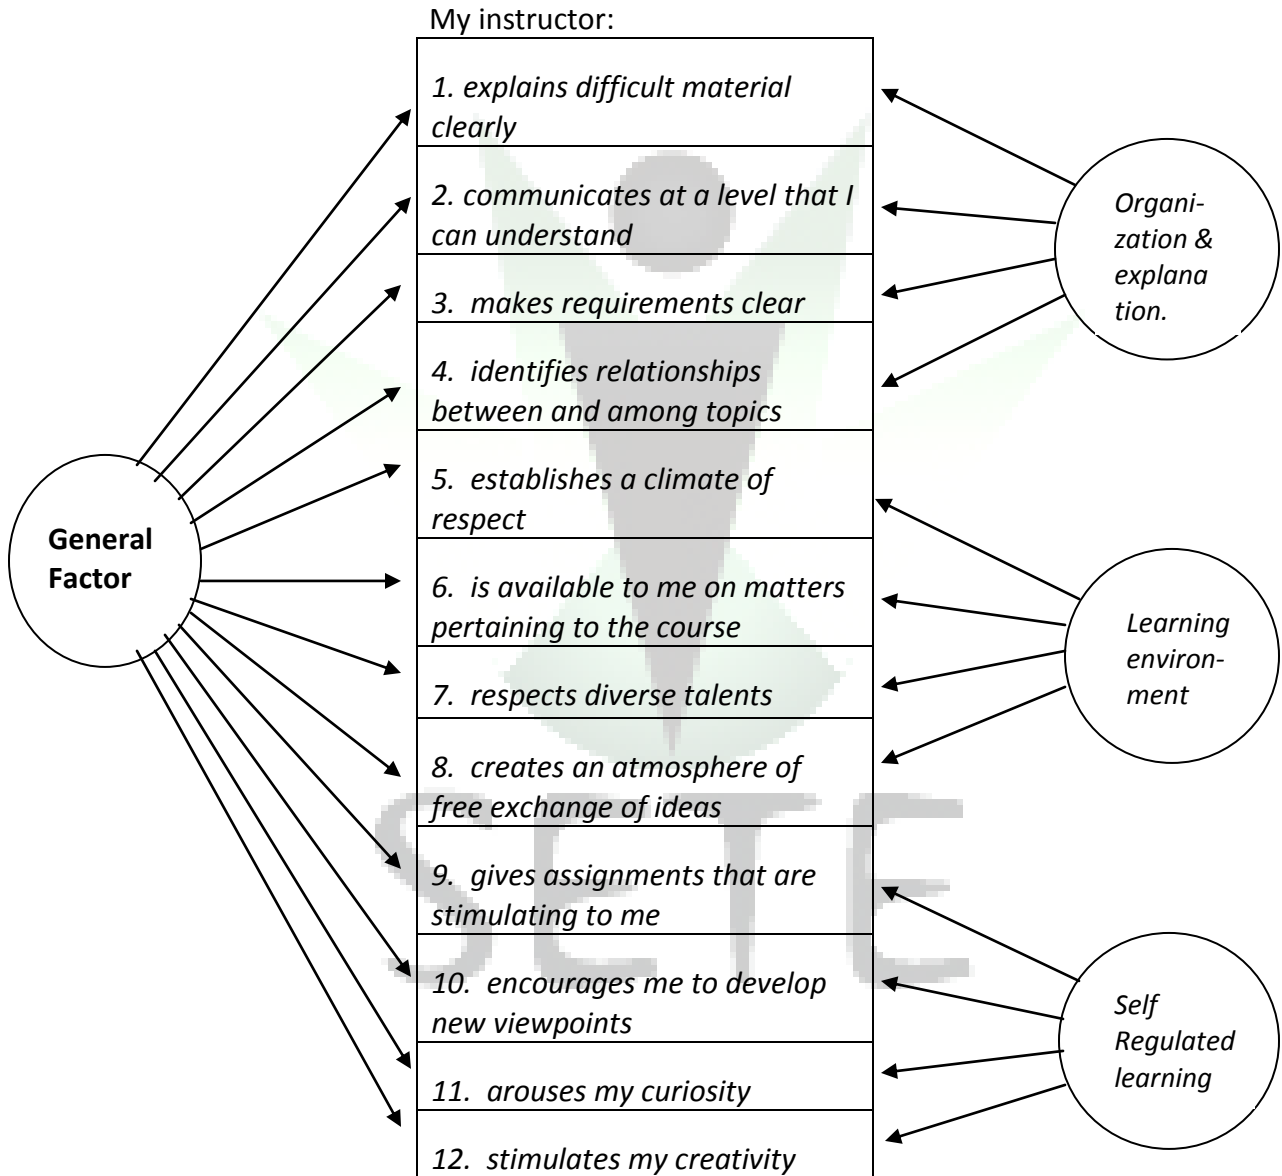 My instructor:
1. explains difficult material
clearly
2. communicates at a level that I
can understand
3. makes requirements clear
4. identifies relationships
between and among topics
5. establishes a climate of
respect
6. is available to me on matters
pertaining to the course
7. respects diverse talents
8. creates an atmosphere of
free exchange of ideas
9. gives assignments that are
stimulating to me
10. encourages me to develop
new viewpoints
11. arouses my curiosity
12. stimulates my creativity
General
Factor
Organi-
zation &
explana
tion.
Learning
environ-
ment
Self
Regulated
learning
SETE